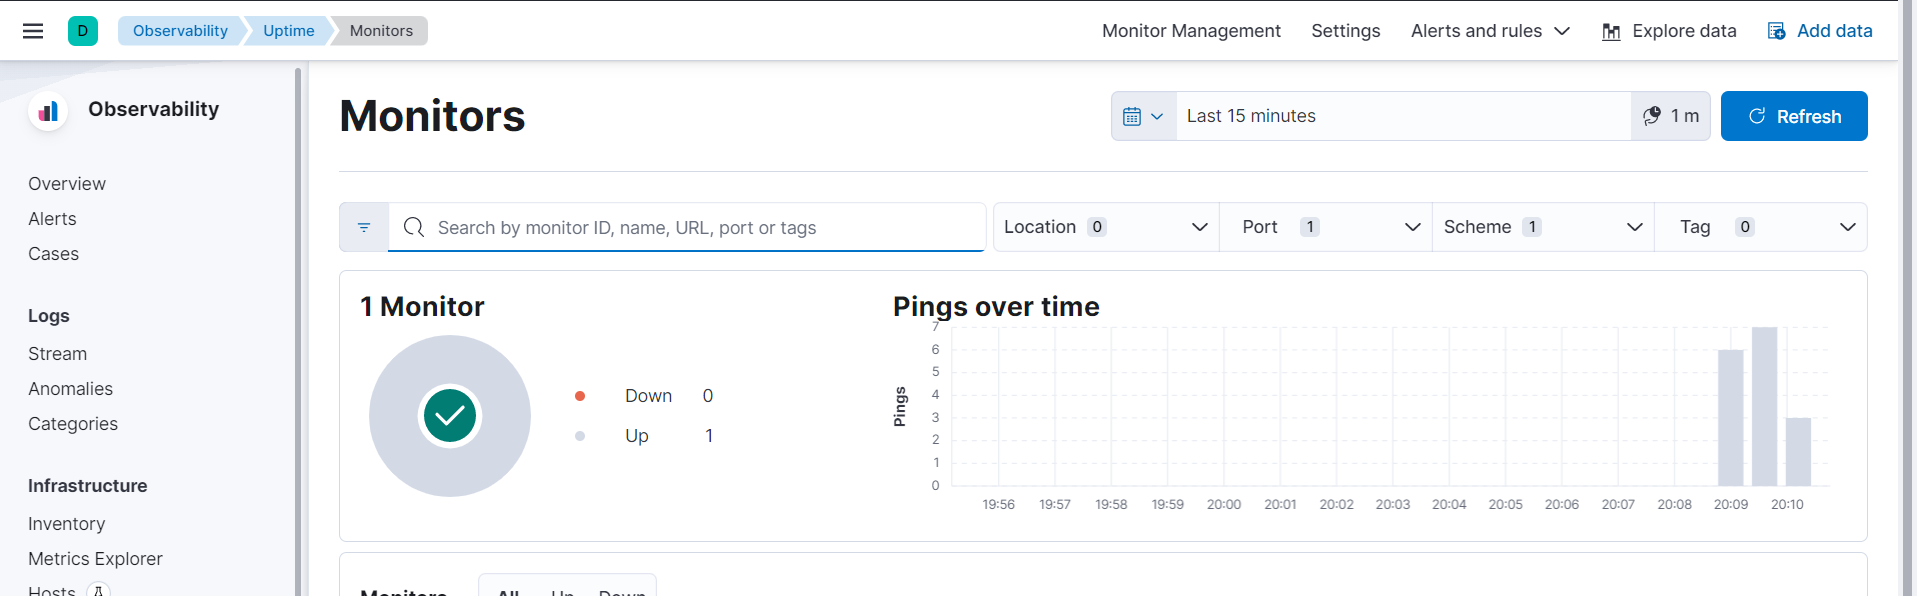 D Observability Uptime Monitors Monitor Management Settings Alerts and rules Explore data Add data
Observability
Overview
Alerts
Cases
Logs
Stream
Anomalies
Categories
Infrastructure
Inventory
Metrics Explorer
Hosts
Monitors
Last 15 minutes 1 m Refresh
Search by monitor ID, name, URL, port or tags Location 0 Port 1 Scheme 1 Tag 0
1 Monitor
Down 0
Up 1
Pings over time
Pings
7
6
5
4
3
2
1
0
19:56 19:57 19:58 19:59 20:00 20:01 20:02 20:03 20:04 20:05 20:06 20:07 20:08 20:09 20:10
Monitors All Up Down